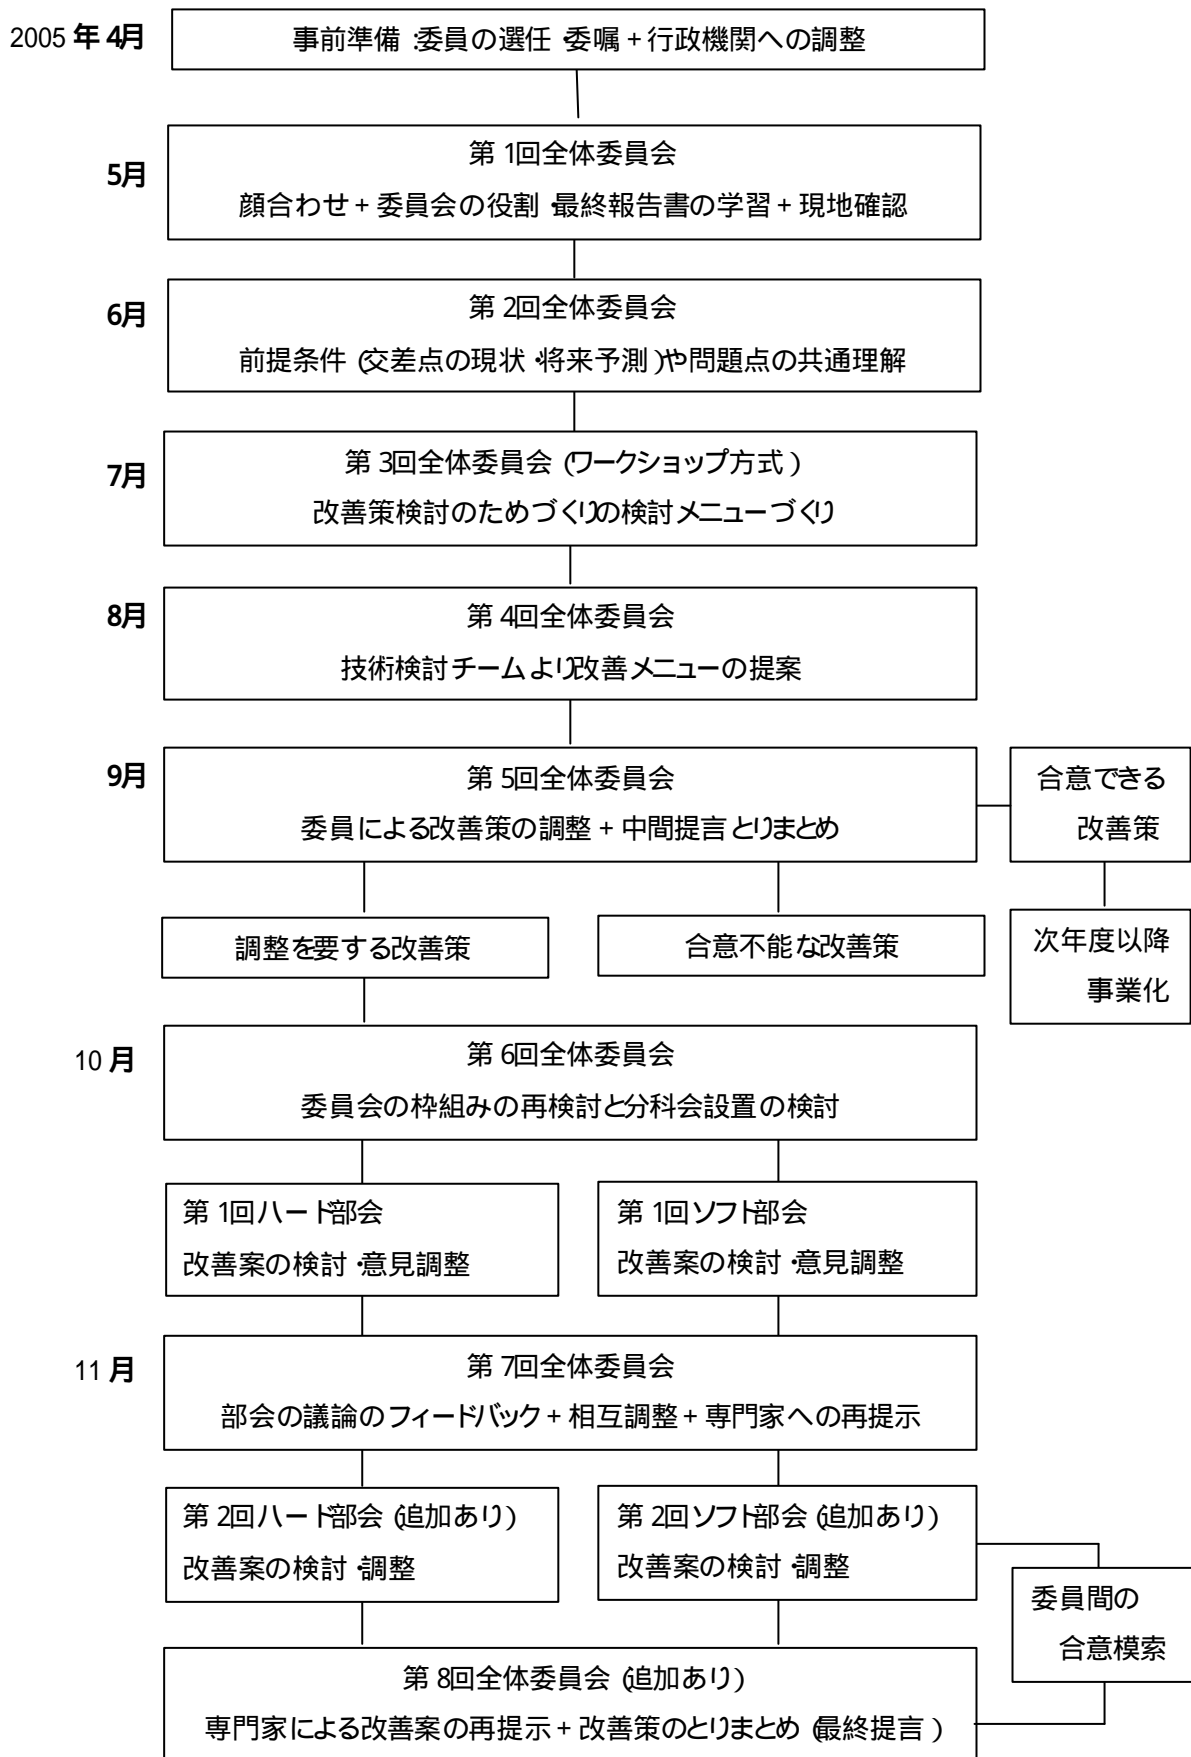 2005 年 4月
事前準備：委員の選任・委嘱 + 行政機関への調整
5月
第 1回全体委員会
顔合わせ + 委員会の役割・最終報告書の学習 + 現地確認
6月
第 2回全体委員会
前提条件（交差点の現状・将来予測）や問題点の共通理解
7月
第 3回全体委員会（ワークショップ方式）
改善策検討のためづくりの検討メニューづくり
8月
第 4回全体委員会
技術検討チームより改善メニューの提案
9月
第 5回全体委員会
委員による改善策の調整 + 中間提言とりまとめ
合意できる
改善策
調整を要する改善策
合意不能な改善策
次年度以降
事業化
10 月
第 6回全体委員会
委員会の枠組みの再検討と分科会設置の検討
第 1回ハード部会
改善案の検討・意見調整
第 1回ソフト部会
改善案の検討・意見調整
11 月
第 7回全体委員会
部会の議論のフィードバック + 相互調整 + 専門家への再提示
第 2回ハード部会（追加あり）
改善案の検討・調整
第 2回ソフト部会（追加あり）
改善案の検討・調整
委員間の
合意模索
第 8回全体委員会（追加あり）
専門家による改善案の再提示 + 改善策のとりまとめ（最終提言）